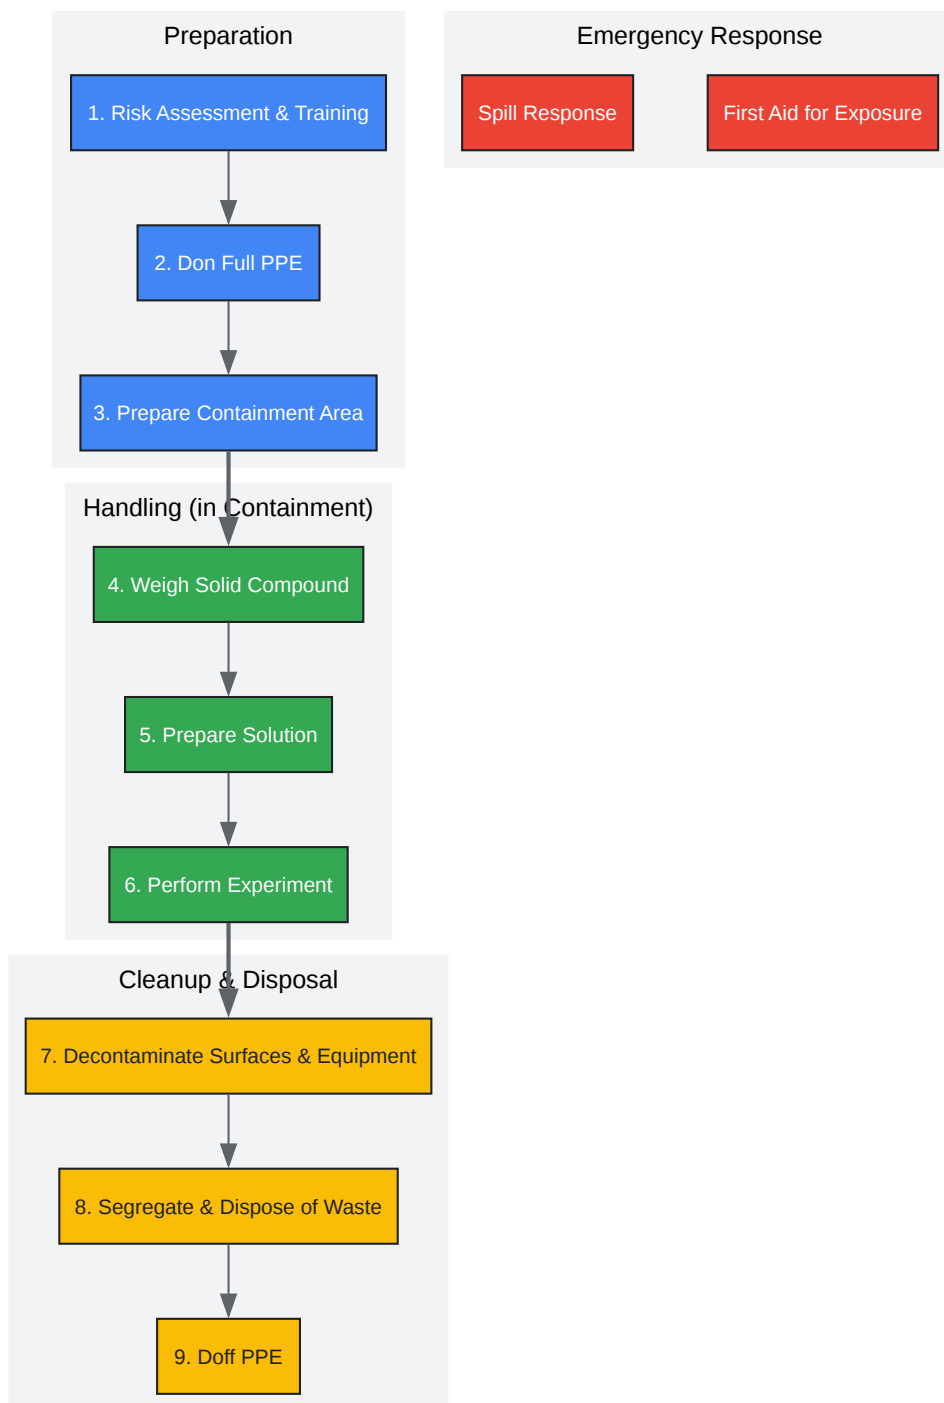 Preparation
1. Risk Assessment & Training
2. Don Full PPE
3. Prepare Containment Area
Handling (in Containment)
4. Weigh Solid Compound
5. Prepare Solution
6. Perform Experiment
Cleanup & Disposal
7. Decontaminate Surfaces & Equipment
8. Segregate & Dispose of Waste
9. Doff PPE
Emergency Response
Spill Response
First Aid for Exposure